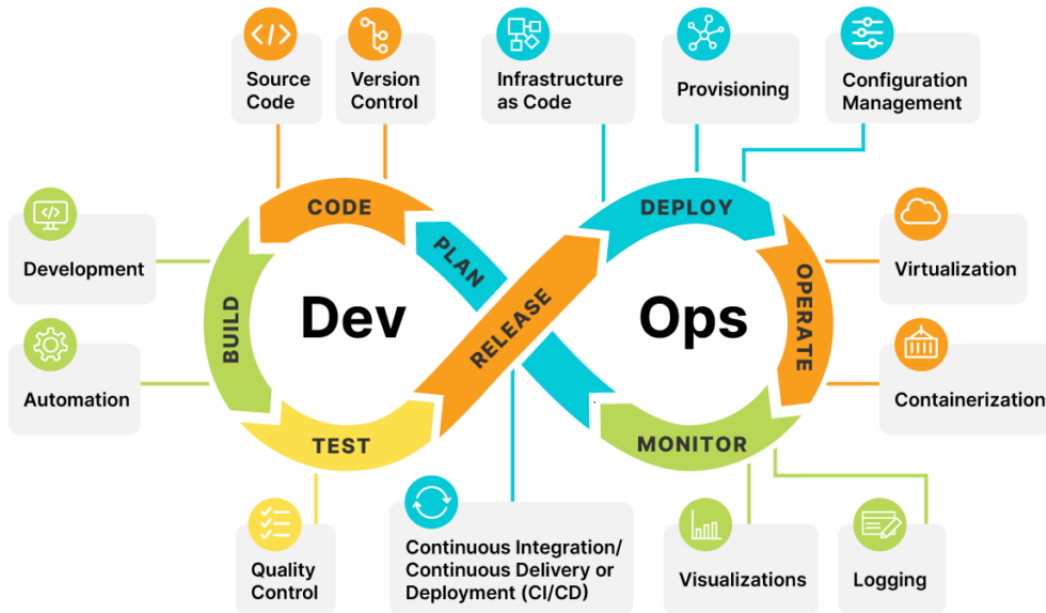 Source
Code
Version
Control
Infrastructure
as Code
Provisioning
Configuration
Management
CODE
PLAN
DEPLOY
Development
Virtualization
BUILD
Dev
RELEASE
Ops
OPERATE
Automation
Containerization
TEST
MONITOR
Quality
Control
Continuous Integration/
Continuous Delivery or
Deployment (CI/CD)
Visualizations
Logging